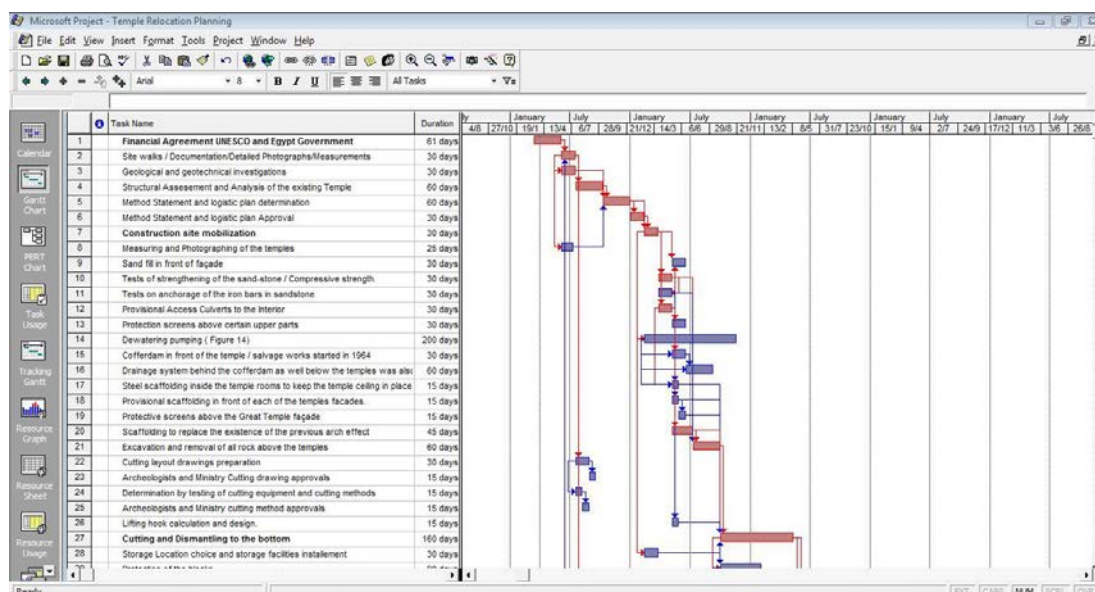 Microsoft Project - Temple Relocation Planning
File Edit View Insert Format Tools Project Window Help
Arial 8 B I U All Tasks
Task Name Duration
ly January July January July January July January July January July
4/8 27/10 19/1 13/4 6/7 28/9 21/12 14/3 6/6 29/8 21/11 13/2 8/5 31/7 23/10 15/1 9/4 2/7 24/9 17/12 11/3 3/6 26/8
1 Financial Agreement UNESCO and Egypt Government 61 days
2 Site walks / Documentation/Detailed Photographs/Measurements 30 days
3 Geological and geotechnical investigations 30 days
4 Structural Assesement and Analysis of the existing Temple 60 days
5 Method Statement and logistic plan determination 60 days
6 Method Statement and logistic plan Approval 30 days
7 Construction site mobilization 30 days
8 Measuring and Photographing of the temples 25 days
9 Sand fill in front of façade 30 days
10 Tests of strengthening of the sand-stone / Compressive strength. 30 days
11 Tests on anchorage of the iron bars in sandstone 30 days
12 Provisional Access Culverts to the Interior 30 days
13 Protection screens above certain upper parts 30 days
14 Dewatering pumping ( Figure 14) 200 days
15 Cofferdam in front of the temple / salvage works started in 1964 30 days
16 Drainage system behind the cofferdam as well below the temples was also 60 days
17 Steel scaffolding inside the temple rooms to keep the temple ceiling in place 15 days
18 Provisional scaffolding in front of each of the temples facades. 15 days
19 Protective screens above the Great Temple façade 15 days
20 Scaffolding to replace the existence of the previous arch effect 45 days
21 Excavation and removal of all rock above the temples 60 days
22 Cutting layout drawings preparation 30 days
23 Archeologists and Ministry Cutting drawing approvals 15 days
24 Determination by testing of cutting equipment and cutting methods 15 days
25 Archeologists and Ministry cutting method approvals 15 days
26 Lifting hook calculation and design. 15 days
27 Cutting and Dismantling to the bottom 160 days
28 Storage Location choice and storage facilities installement 30 days
Calendar
Gantt Chart
PERT Chart
Task Usage
Tracking Gantt
Resource Graph
Resource Sheet
Resource Usage
Ready
EXT CAPS NUM SCRL OVR